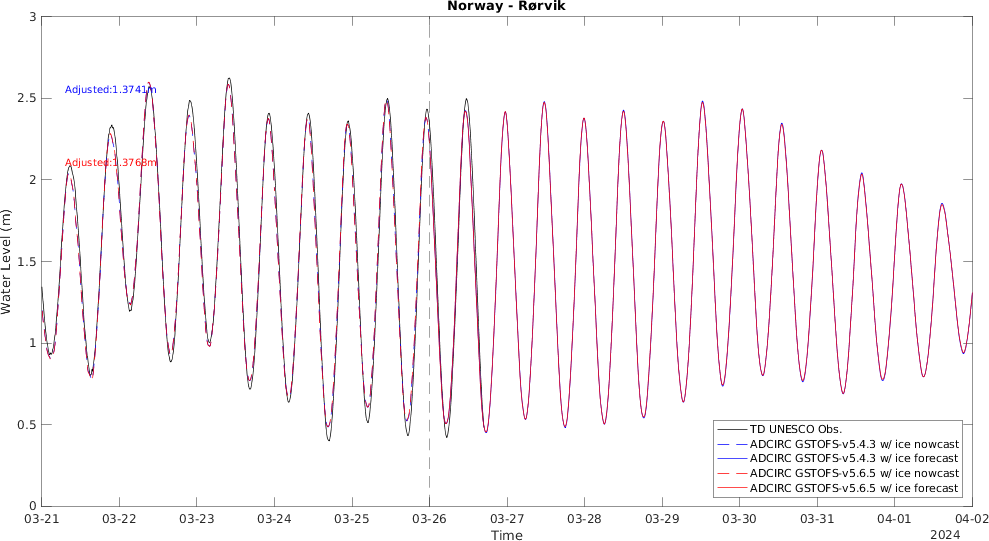 Norway - Rørvik
3
2.5
2
1.5
1
0.5
0
Water Level (m)
Adjusted:1.3741m
Adjusted:1.3763m
TD UNESCO Obs.
ADCIRC GSTOFS-v5.4.3 w/ ice nowcast
ADCIRC GSTOFS-v5.4.3 w/ ice forecast
ADCIRC GSTOFS-v5.6.5 w/ ice nowcast
ADCIRC GSTOFS-v5.6.5 w/ ice forecast
03-21 03-22 03-23 03-24 03-25 03-26 03-27 03-28 03-29 03-30 03-31 04-01 04-02
Time
2024